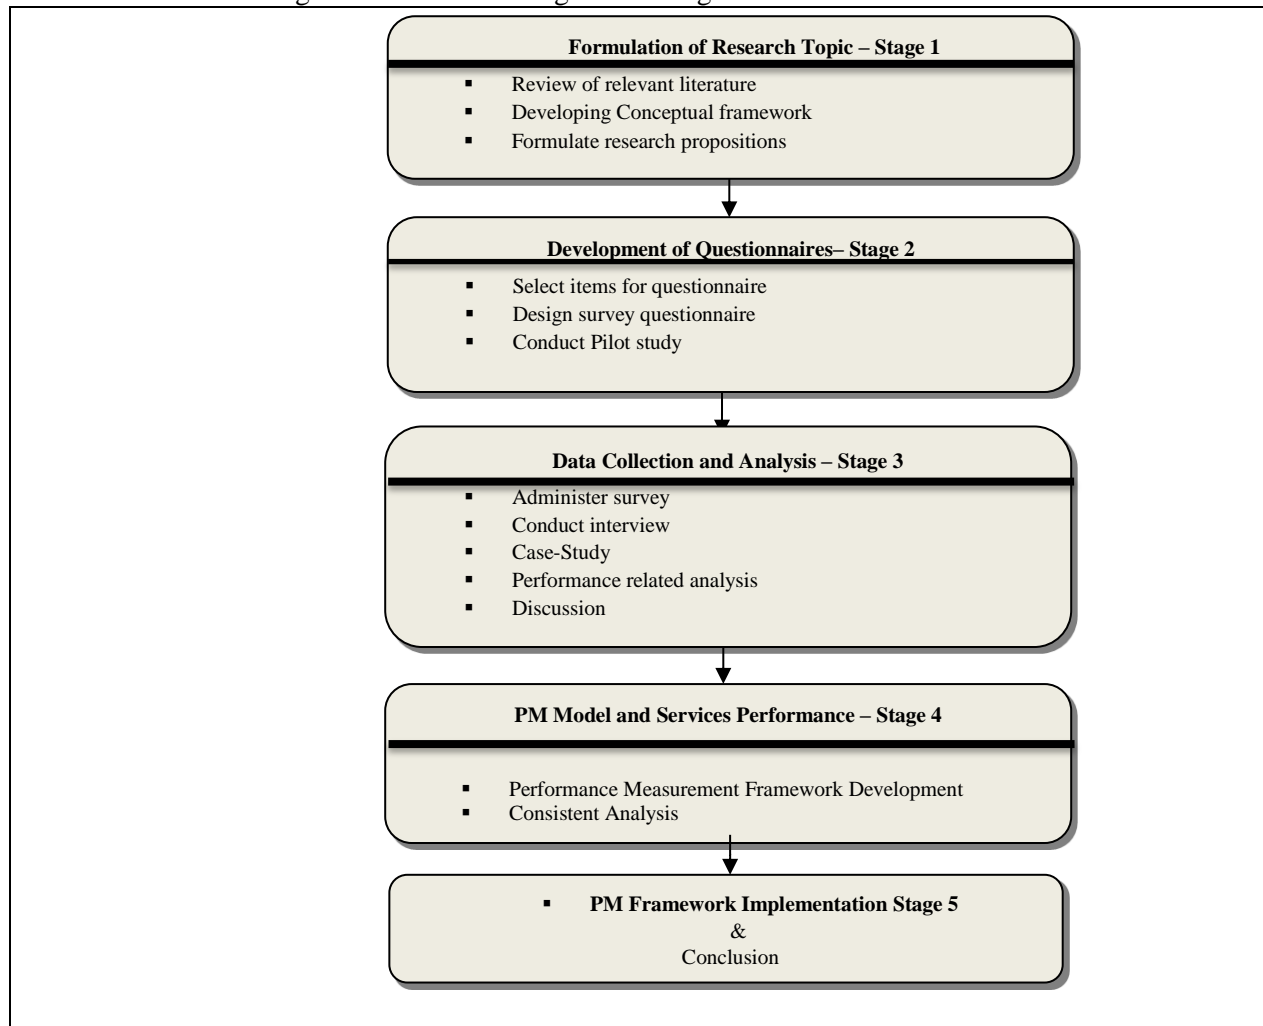 Formulation of Research Topic – Stage 1
▪ Review of relevant literature
▪ Developing Conceptual framework
▪ Formulate research propositions
Development of Questionnaires– Stage 2
▪ Select items for questionnaire
▪ Design survey questionnaire
▪ Conduct Pilot study
Data Collection and Analysis – Stage 3
▪ Administer survey
▪ Conduct interview
▪ Case-Study
▪ Performance related analysis
▪ Discussion
PM Model and Services Performance – Stage 4
▪ Performance Measurement Framework Development
▪ Consistent Analysis
▪ PM Framework Implementation Stage 5
&
Conclusion